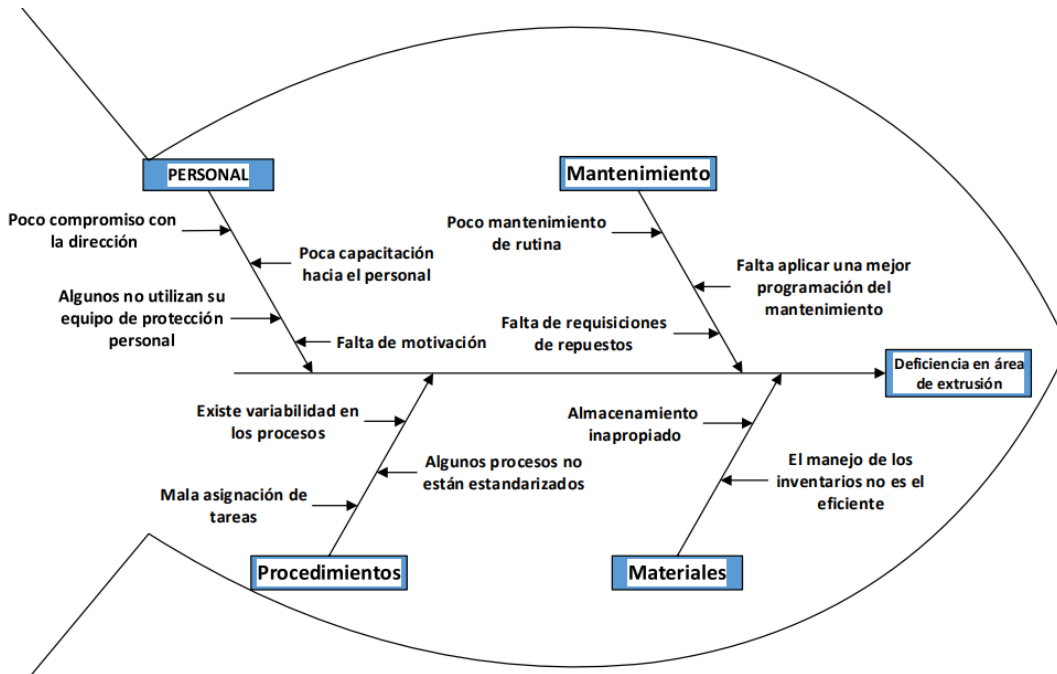 PERSONAL
Poco compromiso con
la dirección
Poca capacitación
hacia el personal
Algunos no utilizan su
equipo de protección
personal
Falta de motivación
Mantenimiento
Poco mantenimiento
de rutina
Falta aplicar una mejor
programación del
mantenimiento
Falta de requisiciones
de repuestos
Deficiencia en área
de extrusión
Existe variabilidad en
los procesos
Algunos procesos no
están estandarizados
Mala asignación de
tareas
Procedimientos
Almacenamiento
inapropiado
El manejo de los
inventarios no es el
eficiente
Materiales